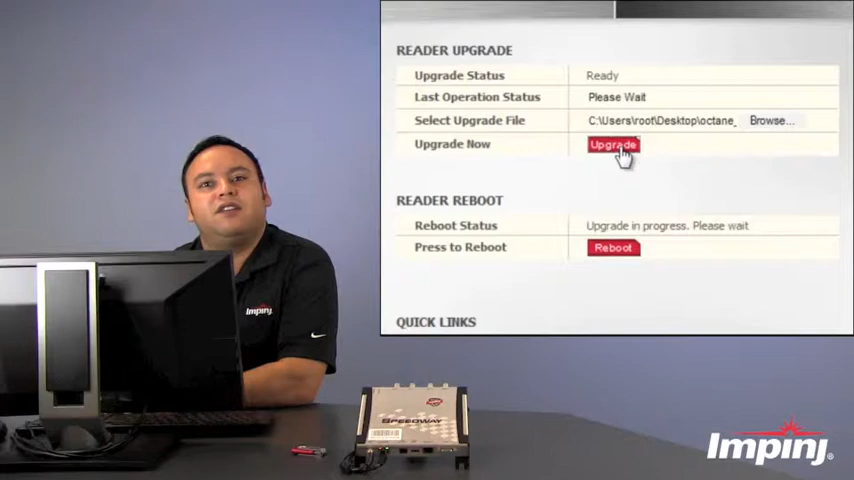 READER UPGRADE
Upgrade Status Ready
Last Operation Status Please Wait
Select Upgrade File C:\Users\root\Desktop\octane_ Browse...
Upgrade Now Upgrade
READER REBOOT
Reboot Status Upgrade in progress. Please wait
Press to Reboot Reboot
QUICK LINKS
Impinj
SPEEDWAY
Impinj®